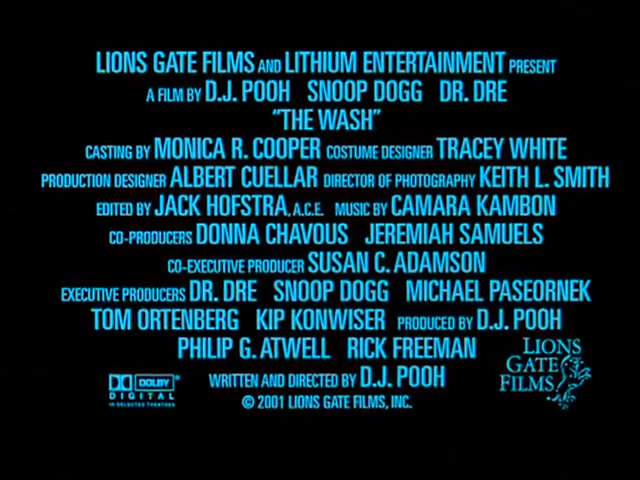 LIONS GATE FILMS AND LITHIUM ENTERTAINMENT PRESENT
A FILM BY D.J. POOH SNOOP DOGG DR. DRE
"THE WASH"
CASTING BY MONICA R. COOPER COSTUME DESIGNER TRACEY WHITE
PRODUCTION DESIGNER ALBERT CUELLAR DIRECTOR OF PHOTOGRAPHY KEITH L. SMITH
EDITED BY JACK HOFSTRA, A.C.E. MUSIC BY CAMARA KAMBON
CO-PRODUCERS DONNA CHAVOUS JEREMIAH SAMUELS
CO-EXECUTIVE PRODUCER SUSAN C. ADAMSON
EXECUTIVE PRODUCERS DR. DRE SNOOP DOGG MICHAEL PASEORNEK
TOM ORTENBERG KIP KONWISER PRODUCED BY D.J. POOH
PHILIP G. ATWELL RICK FREEMAN
LIONS
GATE
FILMS
DOLBY
DIGITAL
IN SELECTED THEATRES
WRITTEN AND DIRECTED BY D.J. POOH
© 2001 LIONS GATE FILMS, INC.